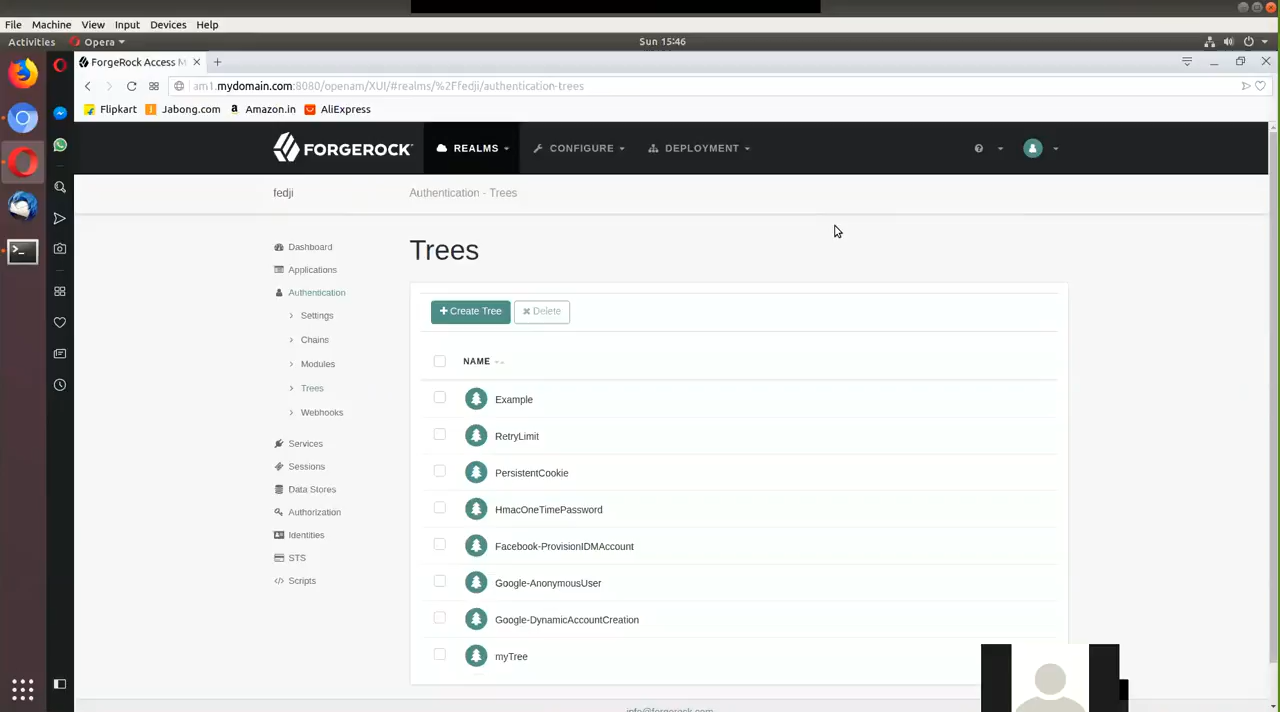 File Machine View Input Devices Help
Activities Opera Sun 15:46
ForgeRock Access M
am1.mydomain.com:8080/openam/XUI/#realms/%2Ffedji/authentication-trees
Flipkart Jabong.com Amazon.in AliExpress
FORGEROCK REALMS CONFIGURE DEPLOYMENT
fedji Authentication - Trees
Dashboard
Applications
Authentication
Settings
Chains
Modules
Trees
Webhooks
Services
Sessions
Data Stores
Authorization
Identities
STS
Scripts
Trees
+ Create Tree × Delete
NAME
Example
RetryLimit
PersistentCookie
HmacOneTimePassword
Facebook-ProvisionIDMAccount
Google-AnonymousUser
Google-DynamicAccountCreation
myTree
info@forgerock.com